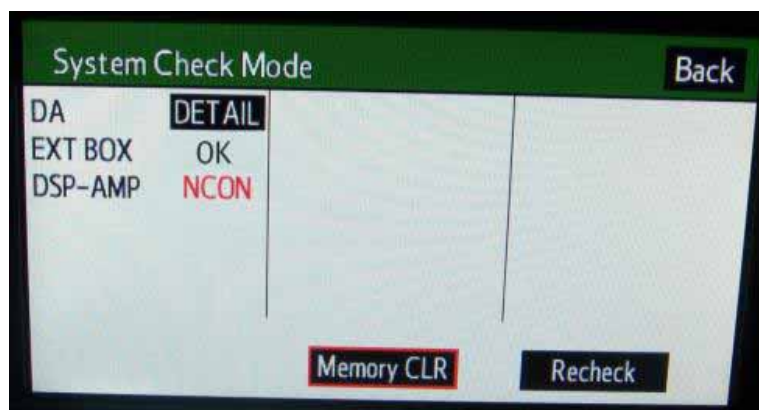 System Check Mode Back
DA DETAIL
EXT BOX OK
DSP-AMP NCON
Memory CLR Recheck